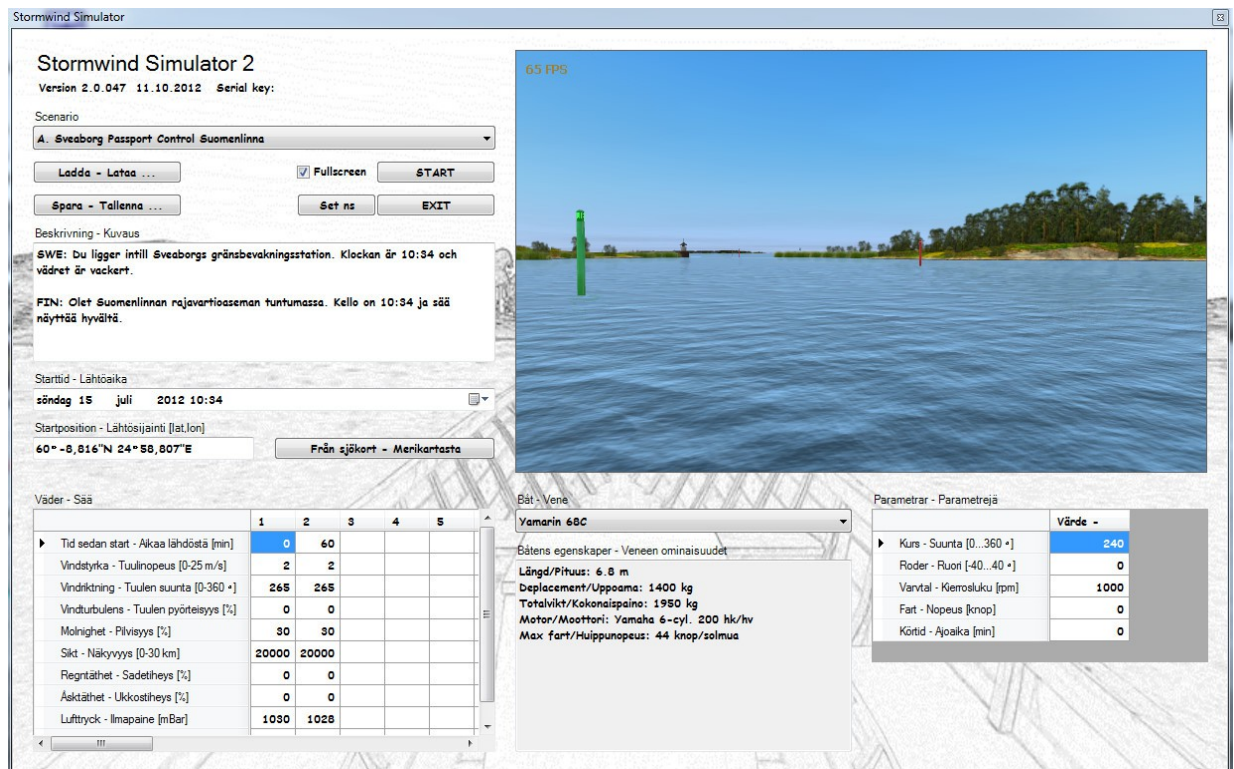 Stormwind Simulator
Stormwind Simulator 2
Version 2.0.047 11.10.2012 Serial key:
Scenario
A. Sveaborg Passport Control Suomenlinna
Ladda - Lataa ...
Fullscreen
START
Spara - Tallenna ...
Set ns
EXIT
Beskrivning - Kuvaus
SWE: Du ligger intill Sveaborgs gränsbevakningsstation. Klockan är 10:34 och
vädret är vackert.
FIN: Olet Suomenlinnan rajavartioaseman tuntumassa. Kello on 10:34 ja sää
näyttää hyvältä.
Starttid - Lähtöaika
söndag 15 juli 2012 10:34
Startposition - Lähtösijainti [lat,lon]
60°-8,816"N 24°58,807"E
Från sjökort - Merikartasta
65 FPS
Väder - Sää
1 2 3 4 5
Tid sedan start - Aikaa lähdöstä [min] 0 60
Vindstyrka - Tuulinopeus [0-25 m/s] 2 2
Vindriktning - Tuulen suunta [0-360 °] 265 265
Vindturbulens - Tuulen pyörteisyys [%] 0 0
Molnighet - Pilvisyys [%] 30 30
Sikt - Näkyvyys [0-30 km] 20000 20000
Regntäthet - Sadetiheys [%] 0 0
Åsktäthet - Ukkostiheys [%] 0 0
Lufttryck - Ilmapaine [mBar] 1030 1028
Båt - Vene
Yamarin 68C
Båtens egenskaper - Veneen ominaisuudet
Längd/Pituus: 6.8 m
Deplacement/Uppoama: 1400 kg
Totalvikt/Kokonaispaino: 1950 kg
Motor/Moottori: Yamaha 6-cyl. 200 hk/hv
Max fart/Huippunopeus: 44 knop/solmua
Parametrar - Parametrejä
Värde -
Kurs - Suunta [0...360 °] 240
Roder - Ruori [-40...40 °] 0
Varvtal - Kierrosluku [rpm] 1000
Fart - Nopeus [knop] 0
Körtid - Ajoaika [min] 0